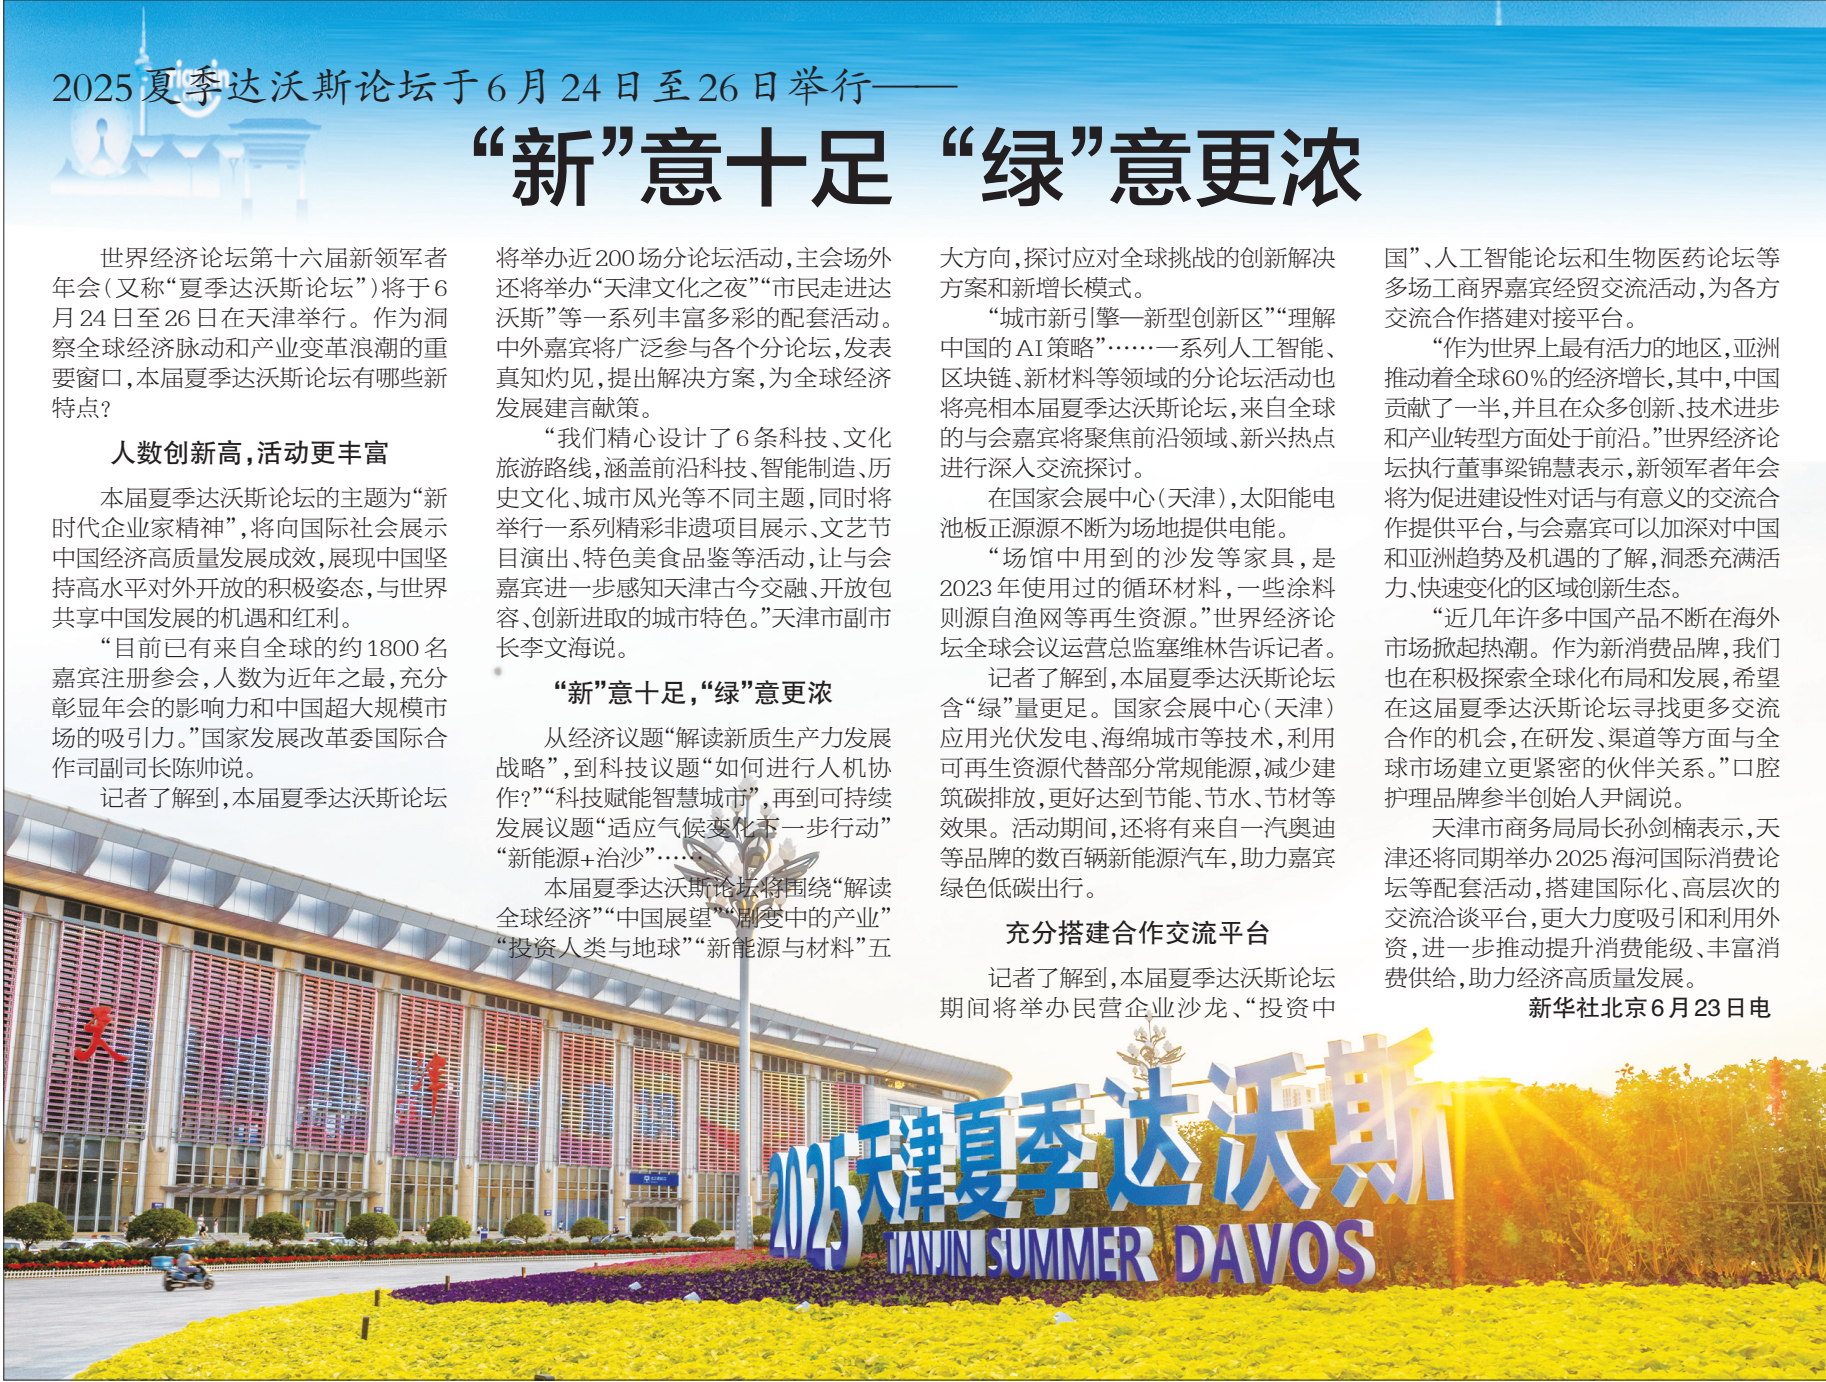 2025夏季达沃斯论坛于6月24日至26日举行——
“新”意十足 “绿”意更浓
世界经济论坛第十六届新领军者
年会(又称“夏季达沃斯论坛”)将于6
月24日至26日在天津举行。作为洞
察全球经济脉动和产业变革浪潮的重
要窗口,本届夏季达沃斯论坛有哪些新
特点?
人数创新高,活动更丰富
本届夏季达沃斯论坛的主题为“新
时代企业家精神”,将向国际社会展示
中国经济高质量发展成效,展现中国坚
持高水平对外开放的积极姿态,与世界
共享中国发展的机遇和红利。
“目前已有来自全球的约1800名
嘉宾注册参会,人数为近年之最,充分
彰显年会的影响力和中国超大规模市
场的吸引力。”国家发展改革委国际合
作司副司长陈帅说。
记者了解到,本届夏季达沃斯论坛
将举办近200场分论坛活动,主会场外
还将举办“天津文化之夜”“市民走进达
沃斯”等一系列丰富多彩的配套活动。
中外嘉宾将广泛参与各个分论坛,发表
真知灼见,提出解决方案,为全球经济
发展建言献策。
“我们精心设计了6条科技、文化
旅游路线,涵盖前沿科技、智能制造、历
史文化、城市风光等不同主题,同时将
举行一系列精彩非遗项目展示、文艺节
目演出、特色美食品鉴等活动,让与会
嘉宾进一步感知天津古今交融、开放包
容、创新进取的城市特色。”天津市副市
长李文海说。
“新”意十足,“绿”意更浓
从经济议题“解读新质生产力发展
战略”,到科技议题“如何进行人机协
作?”“科技赋能智慧城市”,再到可持续
发展议题“适应气候变化下一步行动”
“新能源+治沙”……
本届夏季达沃斯论坛将围绕“解读
全球经济”“中国展望”“剧变中的产业”
“投资人类与地球”“新能源与材料”五
大方向,探讨应对全球挑战的创新解决
方案和新增长模式。
“城市新引擎—新型创新区”“理解
中国的AI策略”……一系列人工智能、
区块链、新材料等领域的分论坛活动也
将亮相本届夏季达沃斯论坛,来自全球
的与会嘉宾将聚焦前沿领域、新兴热点
进行深入交流探讨。
在国家会展中心(天津),太阳能电
池板正源源不断为场地提供电能。
“场馆中用到的沙发等家具,是
2023年使用过的循环材料,一些涂料
则源自渔网等再生资源。”世界经济论
坛全球会议运营总监塞维林告诉记者。
记者了解到,本届夏季达沃斯论坛
含“绿”量更足。国家会展中心(天津)
应用光伏发电、海绵城市等技术,利用
可再生资源代替部分常规能源,减少建
筑碳排放,更好达到节能、节水、节材等
效果。活动期间,还将有来自一汽奥迪
等品牌的数百辆新能源汽车,助力嘉宾
绿色低碳出行。
充分搭建合作交流平台
记者了解到,本届夏季达沃斯论坛
期间将举办民营企业沙龙、“投资中
国”、人工智能论坛和生物医药论坛等
多场工商界嘉宾经贸交流活动,为各方
交流合作搭建对接平台。
“作为世界上最有活力的地区,亚洲
推动着全球60%的经济增长,其中,中国
贡献了一半,并且在众多创新、技术进步
和产业转型方面处于前沿。”世界经济论
坛执行董事梁锦慧表示,新领军者年会
将为促进建设性对话与有意义的交流合
作提供平台,与会嘉宾可以加深对中国
和亚洲趋势及机遇的了解,洞悉充满活
力、快速变化的区域创新生态。
“近几年许多中国产品不断在海外
市场掀起热潮。作为新消费品牌,我们
也在积极探索全球化布局和发展,希望
在这届夏季达沃斯论坛寻找更多交流
合作的机会,在研发、渠道等方面与全
球市场建立更紧密的伙伴关系。”口腔
护理品牌参半创始人尹阔说。
天津市商务局局长孙剑楠表示,天
津还将同期举办2025海河国际消费论
坛等配套活动,搭建国际化、高层次的
交流洽谈平台,更大力度吸引和利用外
资,进一步推动提升消费能级、丰富消
费供给,助力经济高质量发展。
新华社北京6月23日电
天津
2025天津夏季达沃斯
TIANJIN SUMMER DAVOS